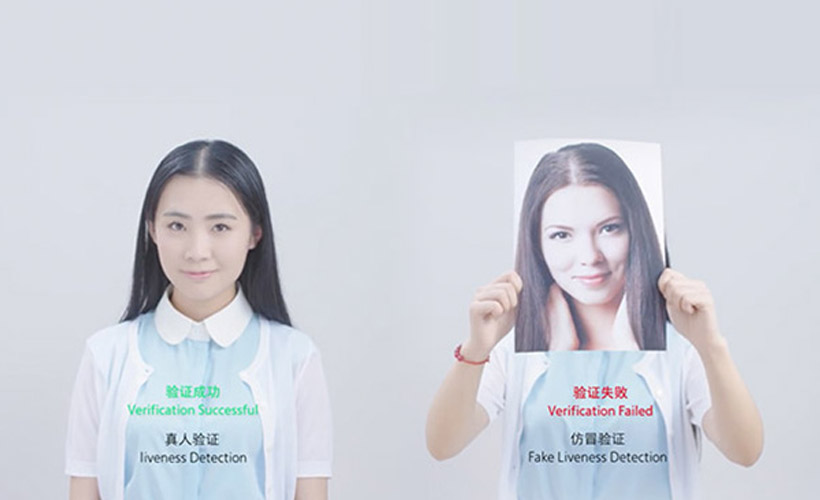 验证成功
Verification Successful
真人验证
liveness Detection
验证失败
Verification Failed
仿冒验证
Fake Liveness Detection